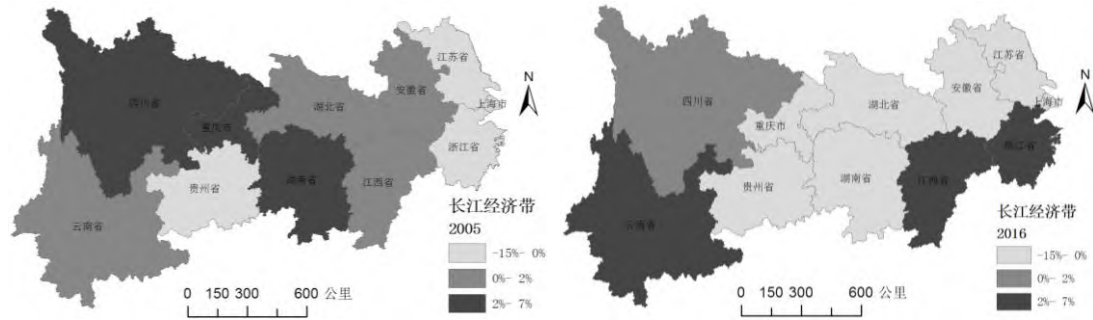 江苏省
四川省
安徽省
湖北省
上海市
重庆市
浙江省
贵州省
湖南省
江西省
云南省
N
长江经济带
2005
-15%- 0%
0%- 2%
2%- 7%
0 150 300 600 公里
江苏省
安徽省
四川省
湖北省
上海市
重庆市
浙江省
贵州省
湖南省
江西省
云南省
N
长江经济带
2016
-15%- 0%
0%- 2%
2%- 7%
0 150 300 600 公里